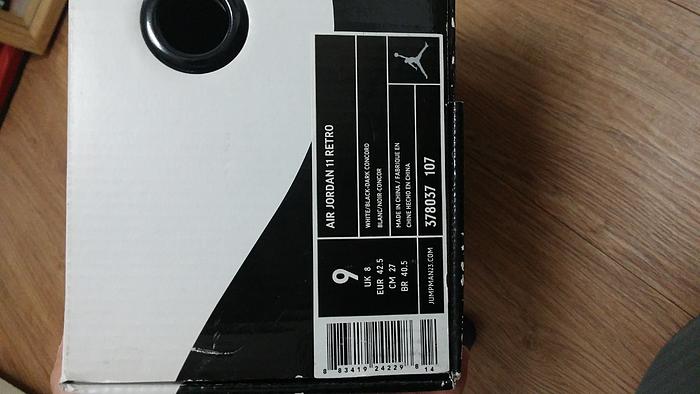 AIR JORDAN 11 RETRO
WHITE/BLACK-DARK CONCORD
BLANC/NOIR-CONCOR
MADE IN CHINA / FABRIQUE EN
CHINE HECHO EN CHINA
378037 107
9
UK 8
EUR 42.5
CM 27
BR 40.5
JUMPMAN23.COM
8 83419 24229 8 14